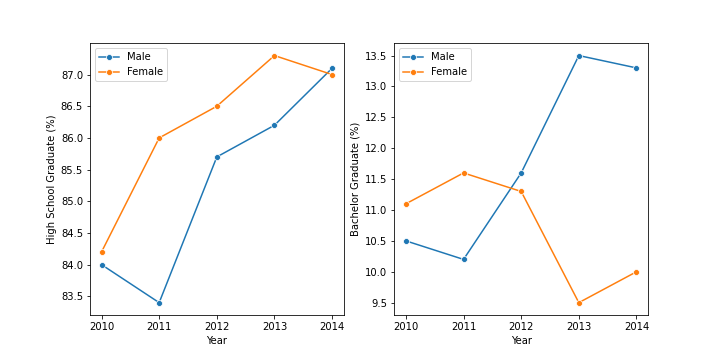 Male
Female
High School Graduate (%)
87.0
86.5
86.0
85.5
85.0
84.5
84.0
83.5
2010 2011 2012 2013 2014
Year
Male
Female
Bachelor Graduate (%)
13.5
13.0
12.5
12.0
11.5
11.0
10.5
10.0
9.5
2010 2011 2012 2013 2014
Year